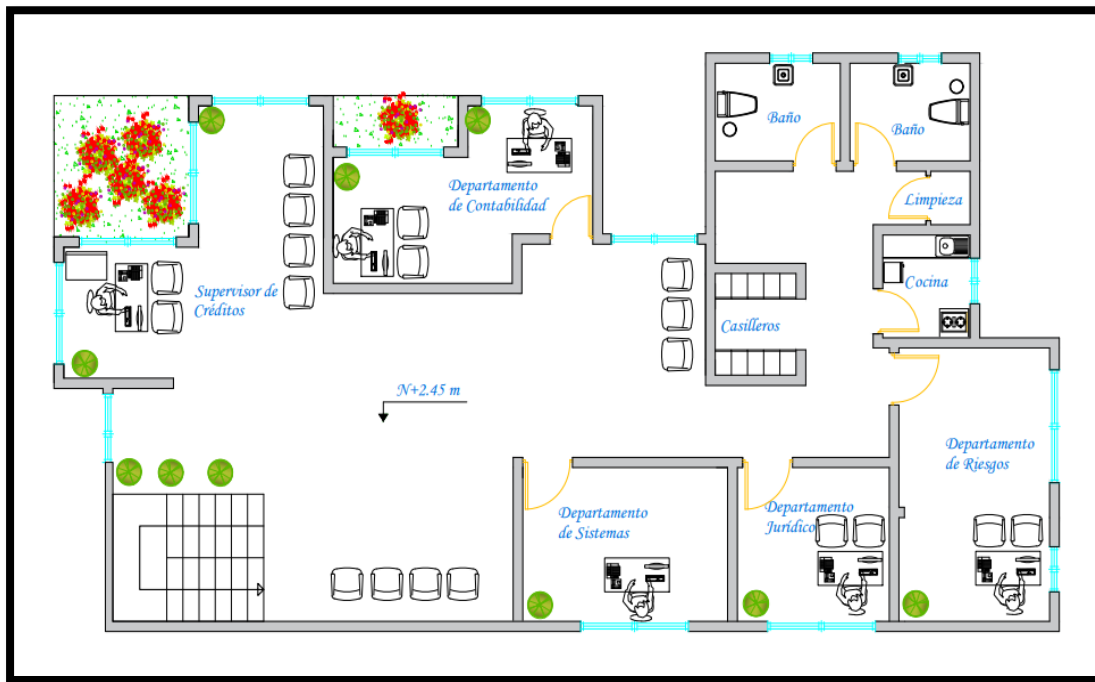 Baño
Baño
Departamento
de Contabilidad
Limpieza
Supervisor de
Créditos
Cocina
Casilleros
N+2.45 m
Departamento
de Riesgos
Departamento
de Sistemas
Departamento
Jurídico